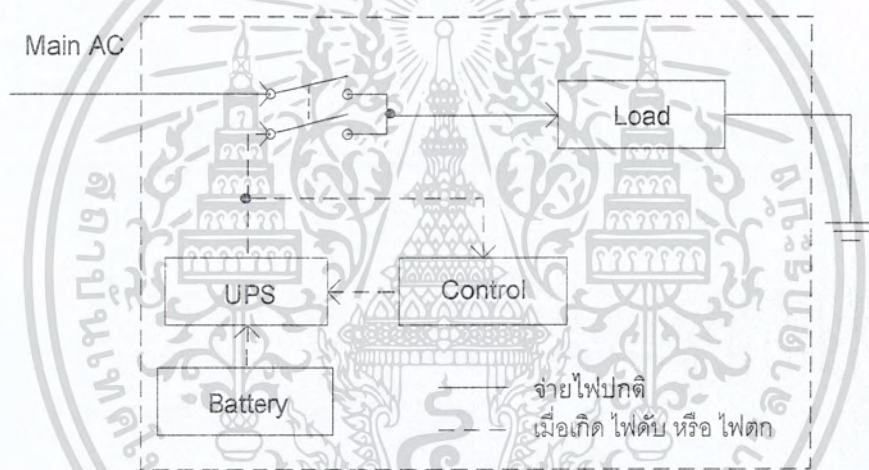 Main AC
Load
UPS
Control
Battery
จ่ายไฟปกติ
เมื่อเกิด ไฟดับ หรือ ไฟตก